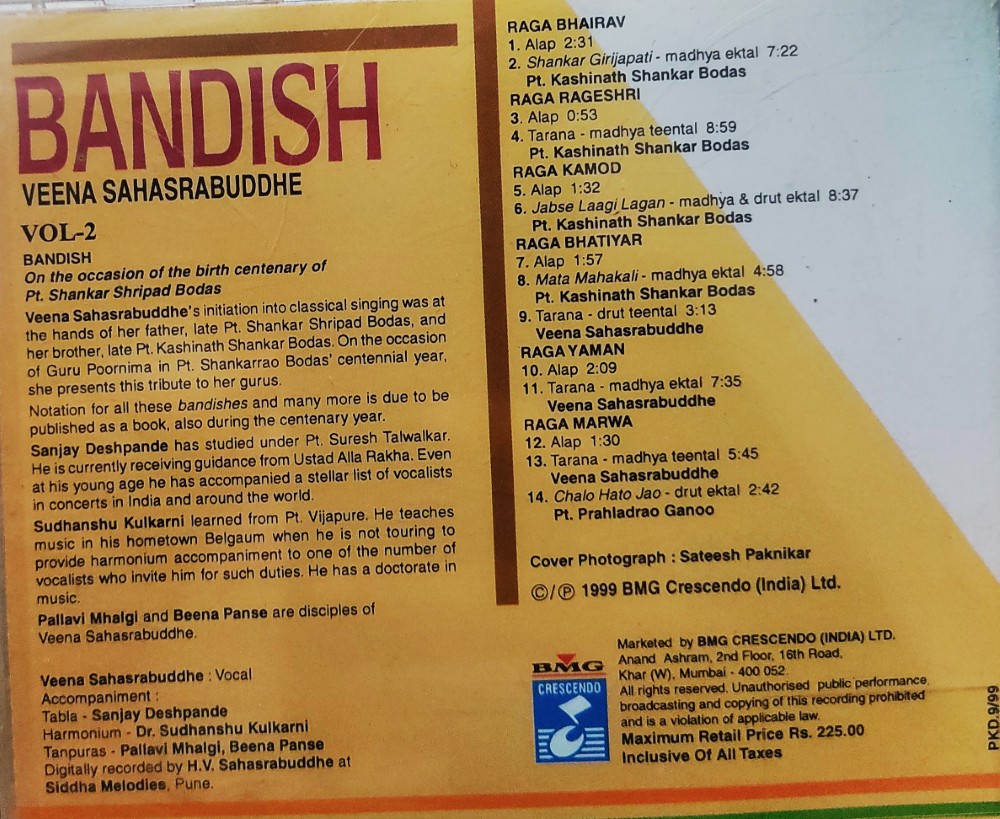 BANDISH
VEENA SAHASRABUDDHE
VOL-2
BANDISH
On the occasion of the birth centenary of
Pt. Shankar Shripad Bodas
Veena Sahasrabuddhe's initiation into classical singing was at
the hands of her father, late Pt. Shankar Shripad Bodas, and
her brother, late Pt. Kashinath Shankar Bodas. On the occasion
of Guru Poornima in Pt. Shankarrao Bodas' centennial year,
she presents this tribute to her gurus.
Notation for all these bandishes and many more is due to be
published as a book, also during the centenary year.
Sanjay Deshpande has studied under Pt. Suresh Talwalkar.
He is currently receiving guidance from Ustad Alla Rakha. Even
at his young age he has accompanied a stellar list of vocalists
in concerts in India and around the world.
Sudhanshu Kulkarni learned from Pt. Vijapure. He teaches
music in his hometown Belgaum when he is not touring to
provide harmonium accompaniment to one of the number of
vocalists who invite him for such duties. He has a doctorate in
music.
Pallavi Mhalgi and Beena Panse are disciples of
Veena Sahasrabuddhe.
Veena Sahasrabuddhe : Vocal
Accompaniment :
Tabla - Sanjay Deshpande
Harmonium - Dr. Sudhanshu Kulkarni
Tanpuras - Pallavi Mhalgi, Beena Panse
Digitally recorded by H.V. Sahasrabuddhe at
Siddha Melodies, Pune.
RAGA BHAIRAV
1. Alap 2:31
2. Shankar Girijapati - madhya ektal 7:22
Pt. Kashinath Shankar Bodas
RAGA RAGESHRI
3. Alap 0:53
4. Tarana - madhya teental 8:59
Pt. Kashinath Shankar Bodas
RAGA KAMOD
5. Alap 1:32
6. Jabse Laagi Lagan - madhya & drut ektal 8:37
Pt. Kashinath Shankar Bodas
RAGA BHATIYAR
7. Alap 1:57
8. Mata Mahakali - madhya ektal 4:58
Pt. Kashinath Shankar Bodas
9. Tarana - drut teental 3:13
Veena Sahasrabuddhe
RAGA YAMAN
10. Alap 2:09
11. Tarana - madhya ektal 7:35
Veena Sahasrabuddhe
RAGA MARWA
12. Alap 1:30
13. Tarana - madhya teental 5:45
Veena Sahasrabuddhe
14. Chalo Hato Jao - drut ektal 2:42
Pt. Prahladrao Ganoo
Cover Photograph : Sateesh Paknikar
©/℗ 1999 BMG Crescendo (India) Ltd.
BMG
CRESCENDO
Marketed by BMG CRESCENDO (INDIA) LTD.
Anand Ashram, 2nd Floor, 16th Road,
Khar (W), Mumbai - 400 052.
All rights reserved. Unauthorised public performance,
broadcasting and copying of this recording prohibited
and is a violation of applicable law.
Maximum Retail Price Rs. 225.00
Inclusive Of All Taxes
PKD.9/99